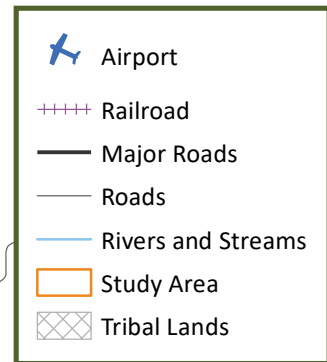 Airport
Railroad
Major Roads
Roads
Rivers and Streams
Study Area
Tribal Lands